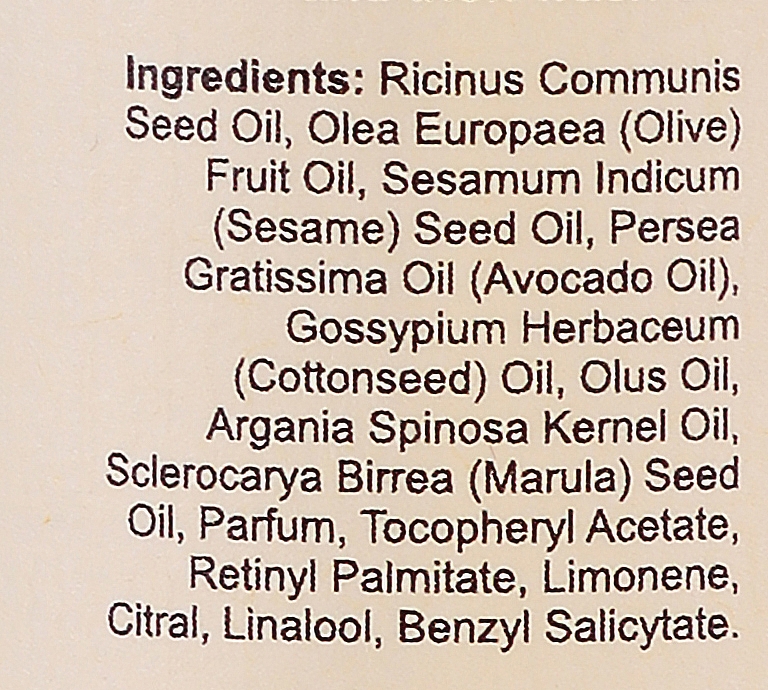 Ingredients: Ricinus Communis
Seed Oil, Olea Europaea (Olive)
Fruit Oil, Sesamum Indicum
(Sesame) Seed Oil, Persea
Gratissima Oil (Avocado Oil),
Gossypium Herbaceum
(Cottonseed) Oil, Olus Oil,
Argania Spinosa Kernel Oil,
Sclerocarya Birrea (Marula) Seed
Oil, Parfum, Tocopheryl Acetate,
Retinyl Palmitate, Limonene,
Citral, Linalool, Benzyl Salicytate.